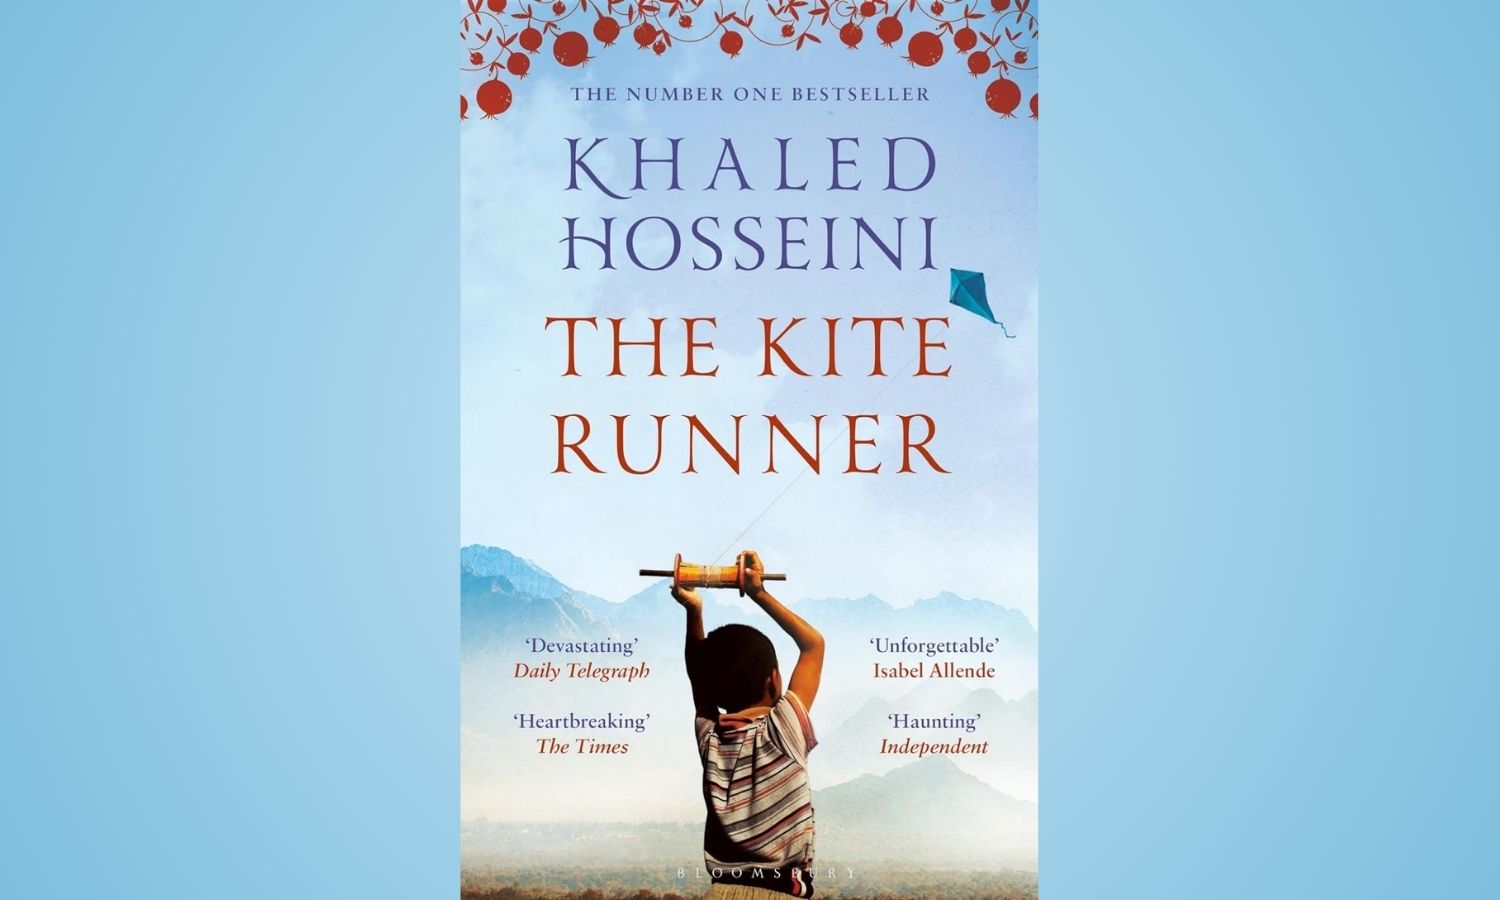 THE NUMBER ONE BESTSELLER
KHALED
HOSSEINI
THE KITE
RUNNER
‘Devastating’
Daily Telegraph
‘Heartbreaking’
The Times
‘Unforgettable’
Isabel Allende
‘Haunting’
Independent
BLOOMSBURY